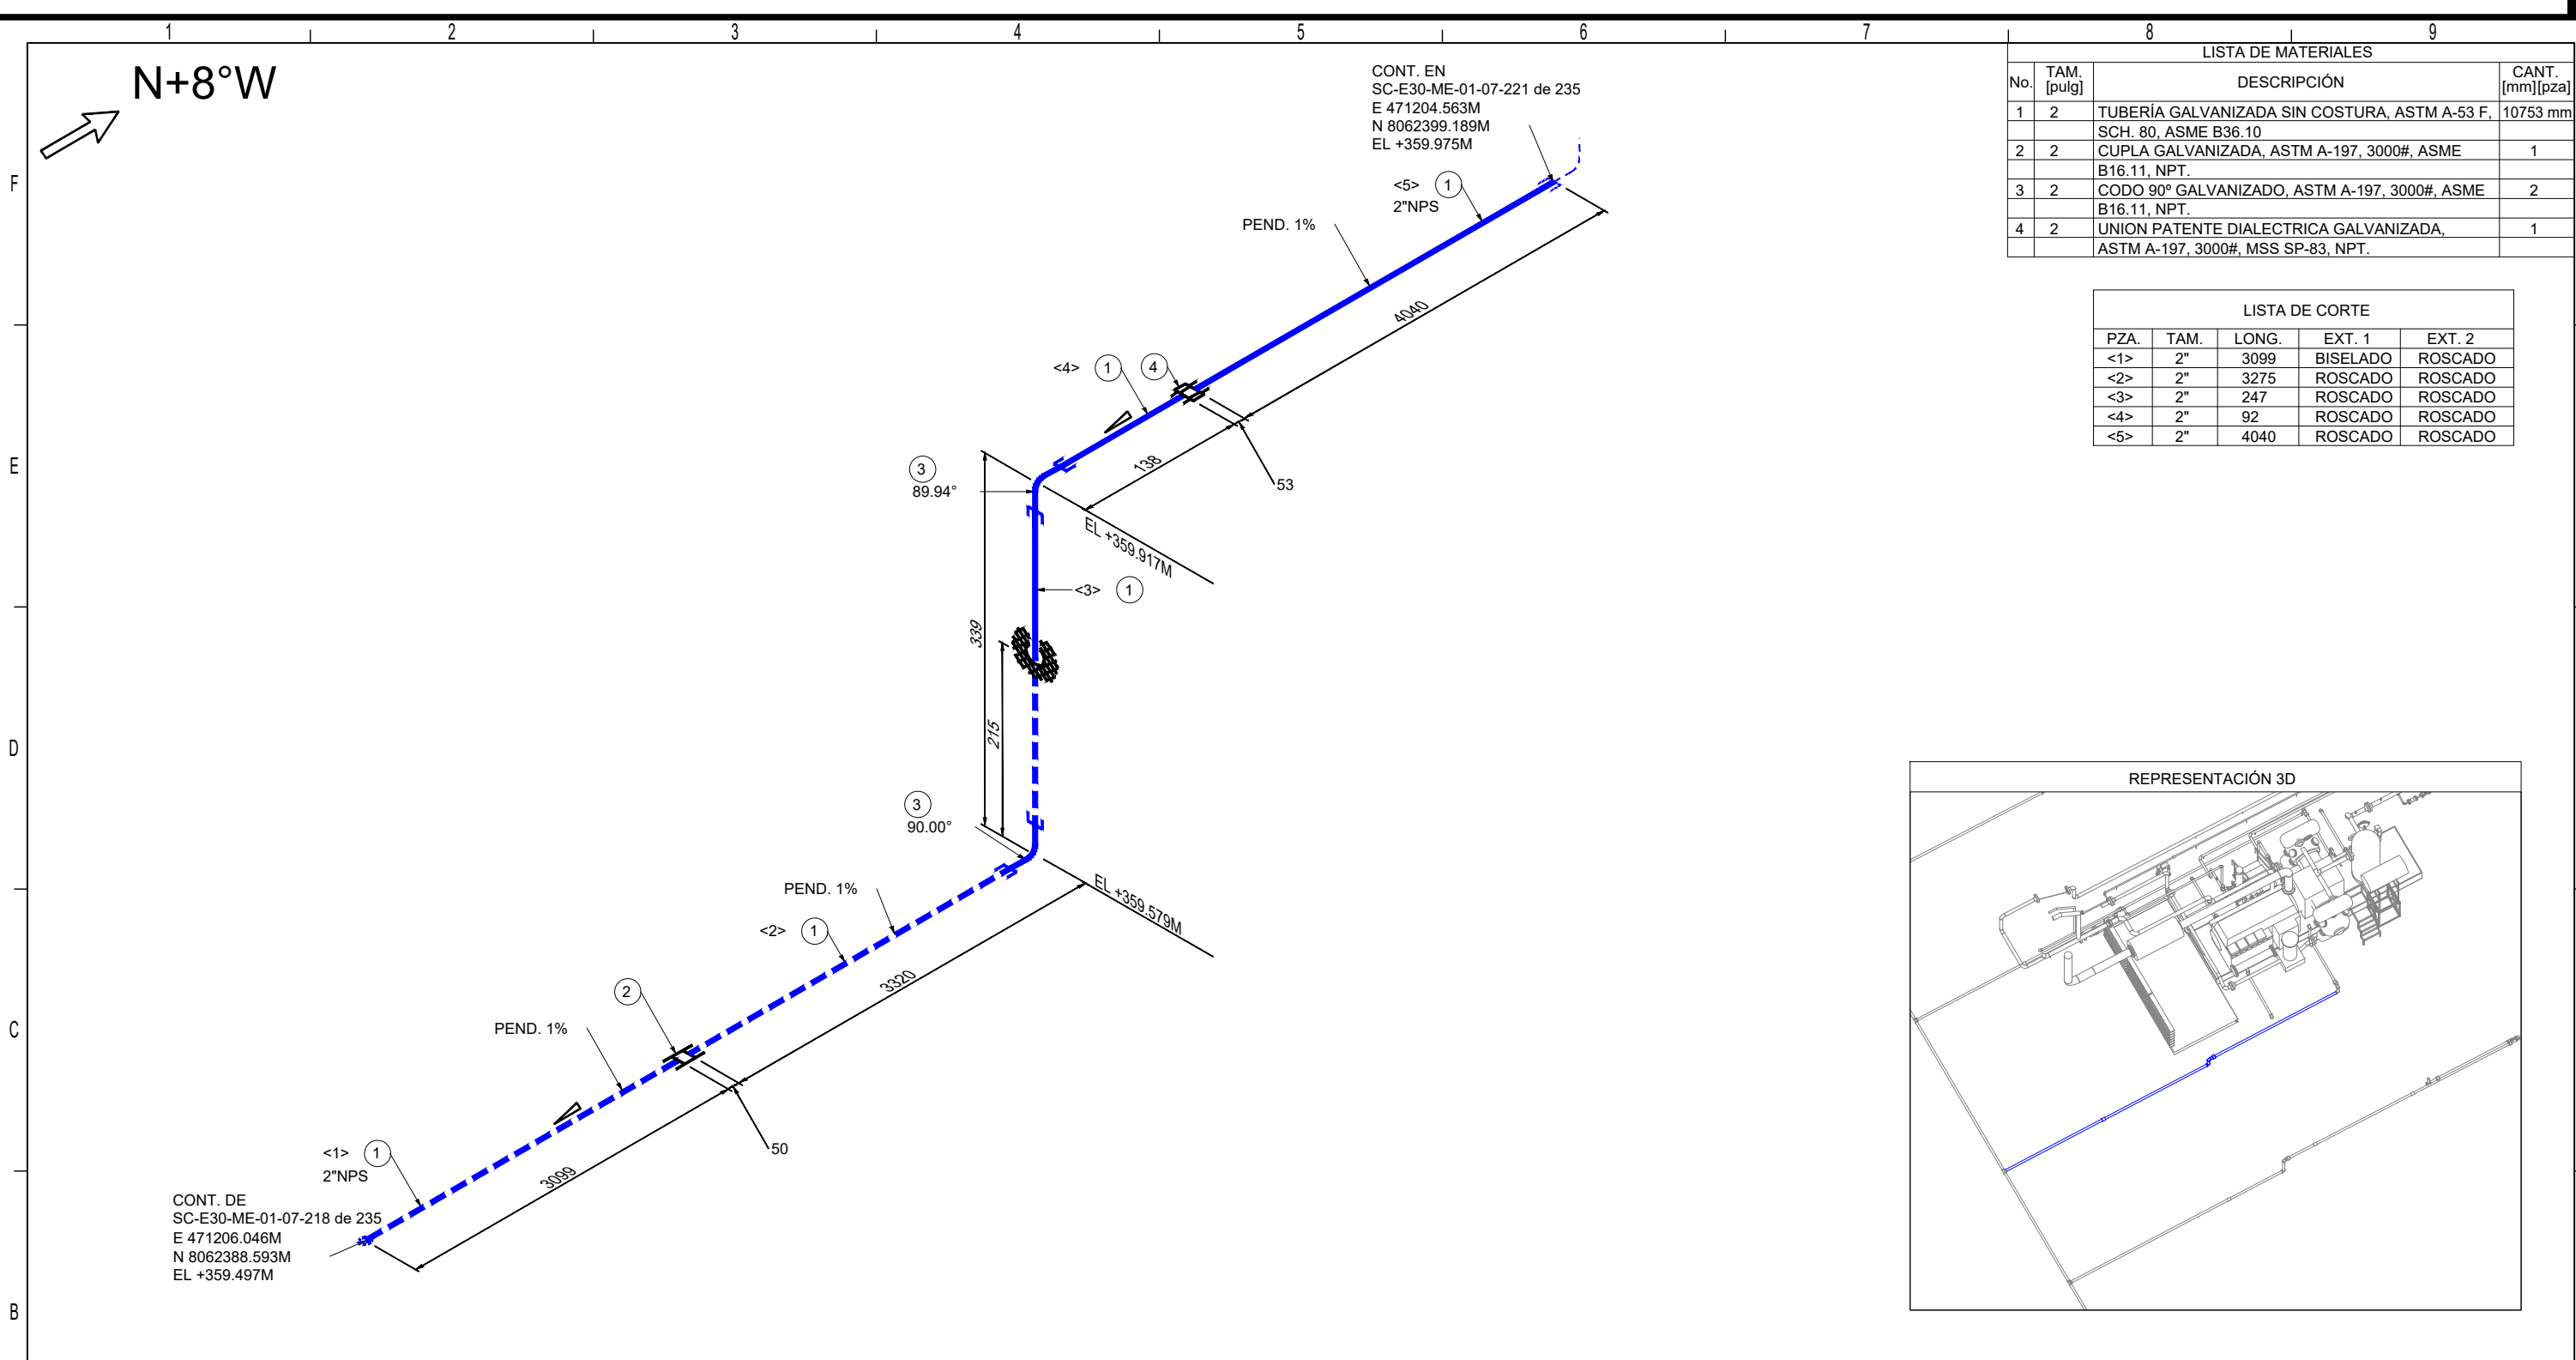 1 2 3 4 5 6 7 8 9
N+8°W
CONT. EN
SC-E30-ME-01-07-221 de 235
E 471204.563M
N 8062399.189M
EL +359.975M
<5> 1
2"NPS
PEND. 1%
4040
<4> 1 4
138
53
3
89.94°
EL +359.917M
<3> 1
339
215
3
90.00°
EL +359.579M
PEND. 1%
<2> 1
3320
2
PEND. 1%
50
<1> 1
2"NPS
3099
CONT. DE
SC-E30-ME-01-07-218 de 235
E 471206.046M
N 8062388.593M
EL +359.497M
F
E
D
C
B
LISTA DE MATERIALES
No. TAM. [pulg] DESCRIPCIÓN CANT. [mm][pza]
1 2 TUBERÍA GALVANIZADA SIN COSTURA, ASTM A-53 F, 10753 mm
SCH. 80, ASME B36.10
2 2 CUPLA GALVANIZADA, ASTM A-197, 3000#, ASME 1
B16.11, NPT.
3 2 CODO 90º GALVANIZADO, ASTM A-197, 3000#, ASME 2
B16.11, NPT.
4 2 UNION PATENTE DIALECTRICA GALVANIZADA, 1
ASTM A-197, 3000#, MSS SP-83, NPT.
LISTA DE CORTE
PZA. TAM. LONG. EXT. 1 EXT. 2
<1> 2" 3099 BISELADO ROSCADO
<2> 2" 3275 ROSCADO ROSCADO
<3> 2" 247 ROSCADO ROSCADO
<4> 2" 92 ROSCADO ROSCADO
<5> 2" 4040 ROSCADO ROSCADO
REPRESENTACIÓN 3D